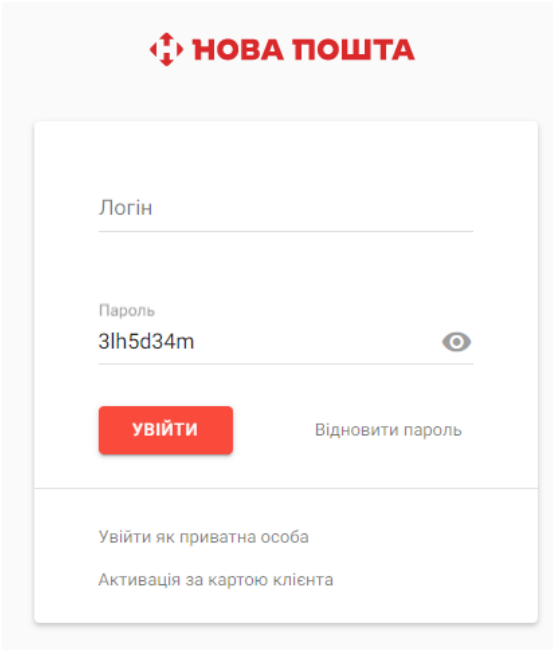 НОВА ПОШТА
Логін
Пароль
3lh5d34m
УВІЙТИ
Відновити пароль
Увійти як приватна особа
Активація за картою клієнта